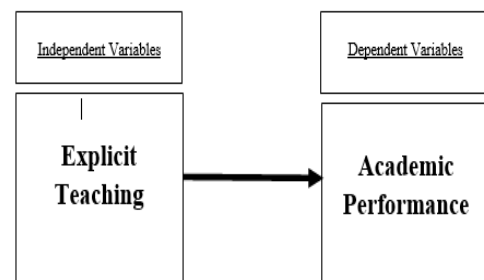 Independent Variables
Dependent Variables
Explicit
Teaching
Academic
Performance